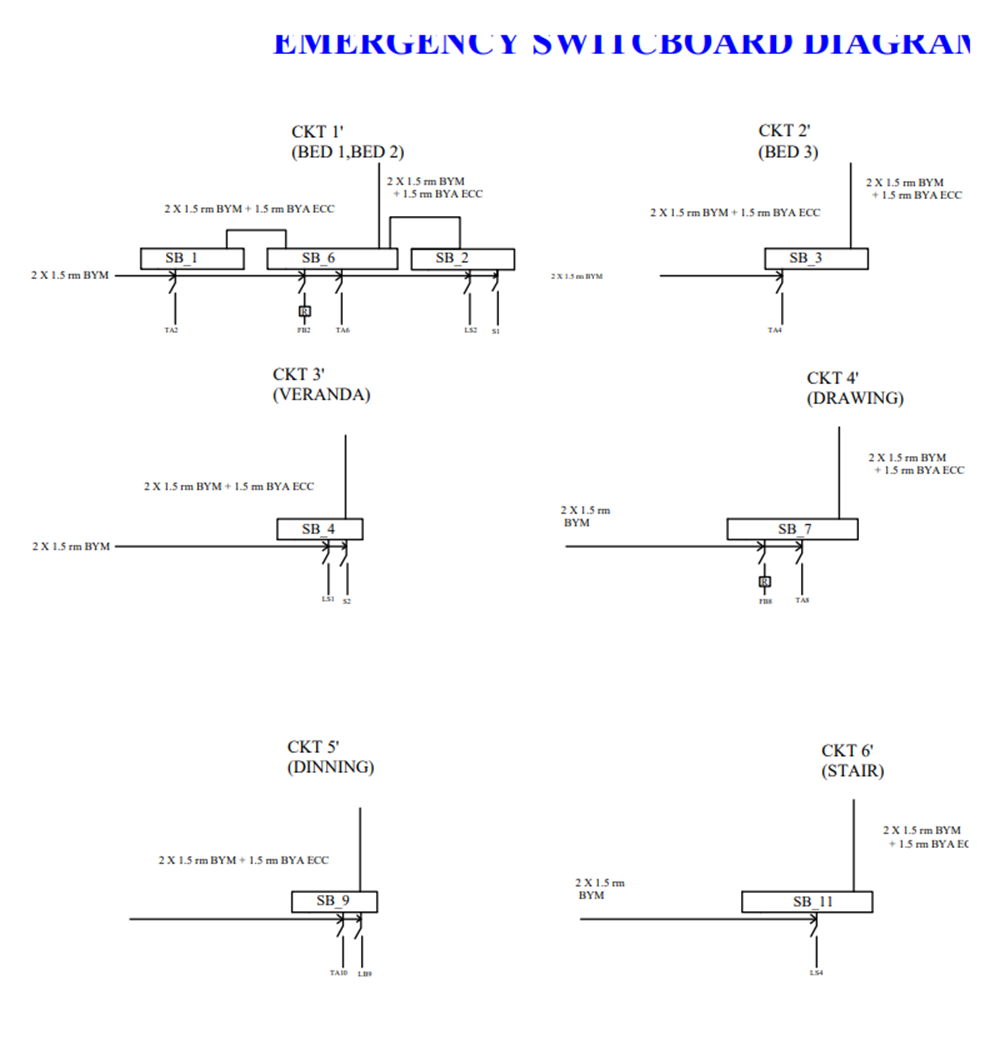 EMERGENCY SWITCBOARD DIAGRAM
CKT 1'
(BED 1,BED 2)
2 X 1.5 rm BYM
+ 1.5 rm BYA ECC
2 X 1.5 rm BYM + 1.5 rm BYA ECC
SB_1
SB_6
SB_2
2 X 1.5 rm BYM
R
TA2
FB2
TA6
LS2
S1
CKT 2'
(BED 3)
2 X 1.5 rm BYM
+ 1.5 rm BYA ECC
2 X 1.5 rm BYM + 1.5 rm BYA ECC
SB_3
2 X 1.5 rm BYM
TA4
CKT 3'
(VERANDA)
2 X 1.5 rm BYM + 1.5 rm BYA ECC
SB_4
2 X 1.5 rm BYM
LS1
S2
CKT 4'
(DRAWING)
2 X 1.5 rm BYM
+ 1.5 rm BYA ECC
2 X 1.5 rm
BYM
SB_7
R
FB8
TA8
CKT 5'
(DINNING)
2 X 1.5 rm BYM + 1.5 rm BYA ECC
SB_9
TA10
LB9
CKT 6'
(STAIR)
2 X 1.5 rm BYM
+ 1.5 rm BYA EC
2 X 1.5 rm
BYM
SB_11
LS4